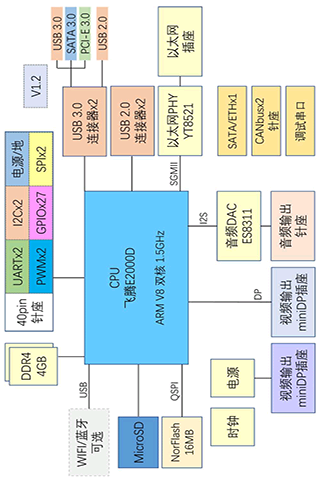 USB 3.0
SATA 3.0
PCI-E 3.0
USB 2.0
V1.2
USB 3.0
连接器x2
USB 2.0
连接器x2
以太网
插座
以太网PHY
YT8521
SGMII
SATA/ETHx1
CANbusx2
针座
调试串口
电源/地
SPIx2
I2Cx2
GPIOx27
UARTx2
PWMx2
40pin
针座
CPU
飞腾E2000D
ARM V8 双核 1.5GHz
I2S
音频DAC
ES8311
音频输出
针座
DP
视频输出
miniDP插座
视频输出
miniDP插座
DDR4
4GB
USB
WIFI/蓝牙
可选
MicroSD
QSPI
NorFlash
16MB
电源
时钟